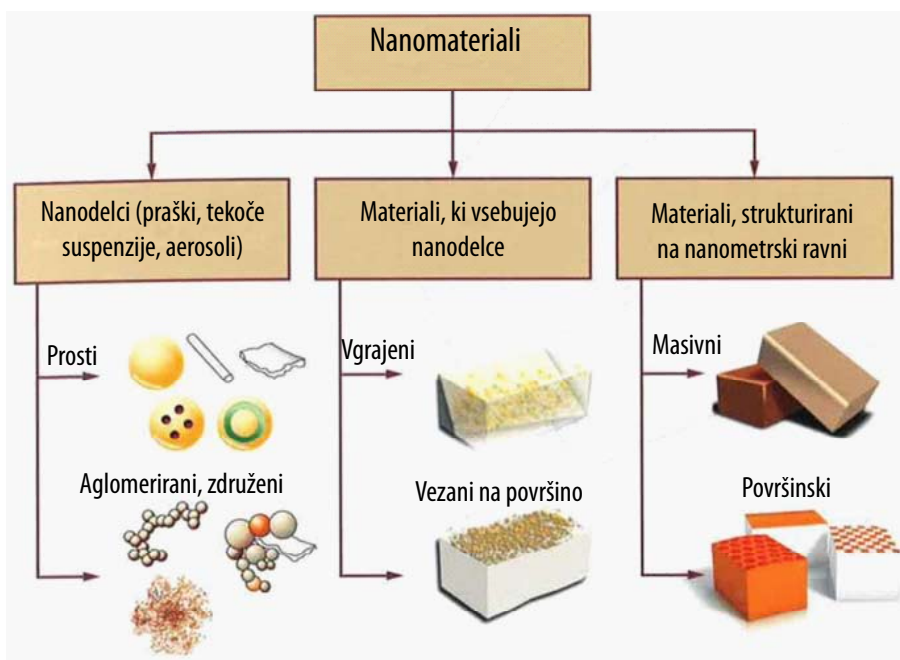 Nanomateriali
Nanodelci (praški, tekoče
suspenzije, aerosoli)
Materiali, ki vsebujejo
nanodelce
Materiali, strukturirani
na nanometrski ravni
Prosti
Vgrajeni
Masivni
Aglomerirani, združeni
Vezani na površino
Površinski